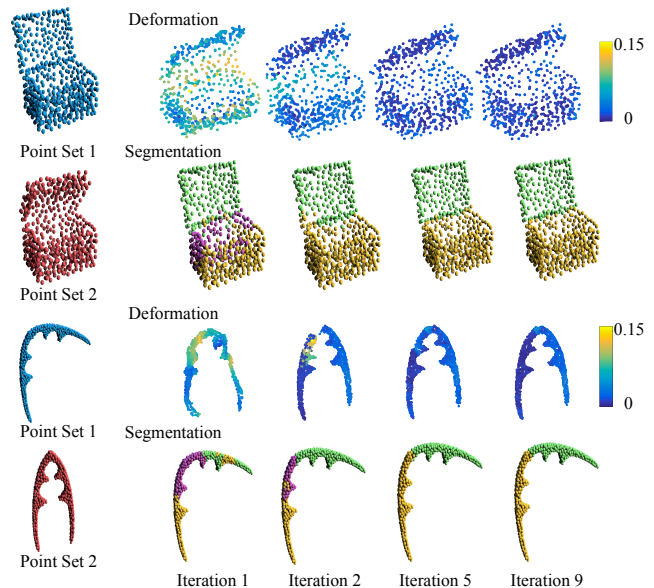 Deformation
0.15
0
Point Set 1
Segmentation
Point Set 2
Deformation
0.15
0
Point Set 1
Segmentation
Point Set 2
Iteration 1
Iteration 2
Iteration 5
Iteration 9